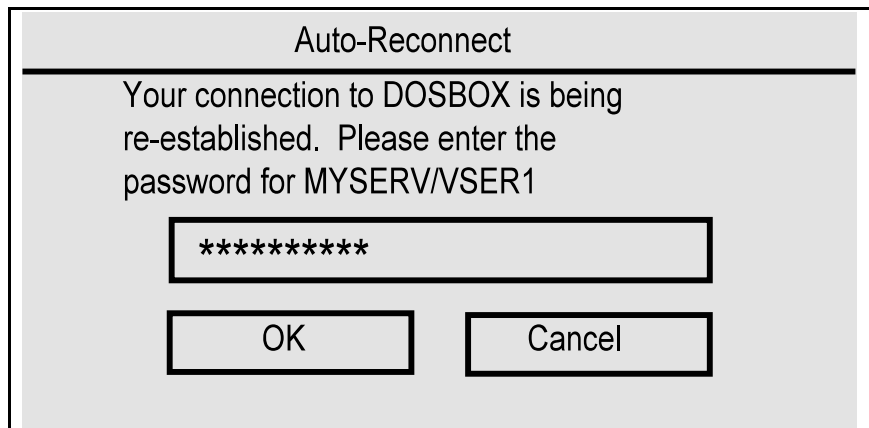 Auto-Reconnect
Your connection to DOSBOX is being
re-established. Please enter the
password for MYSERV/VSER1
**********
OK
Cancel